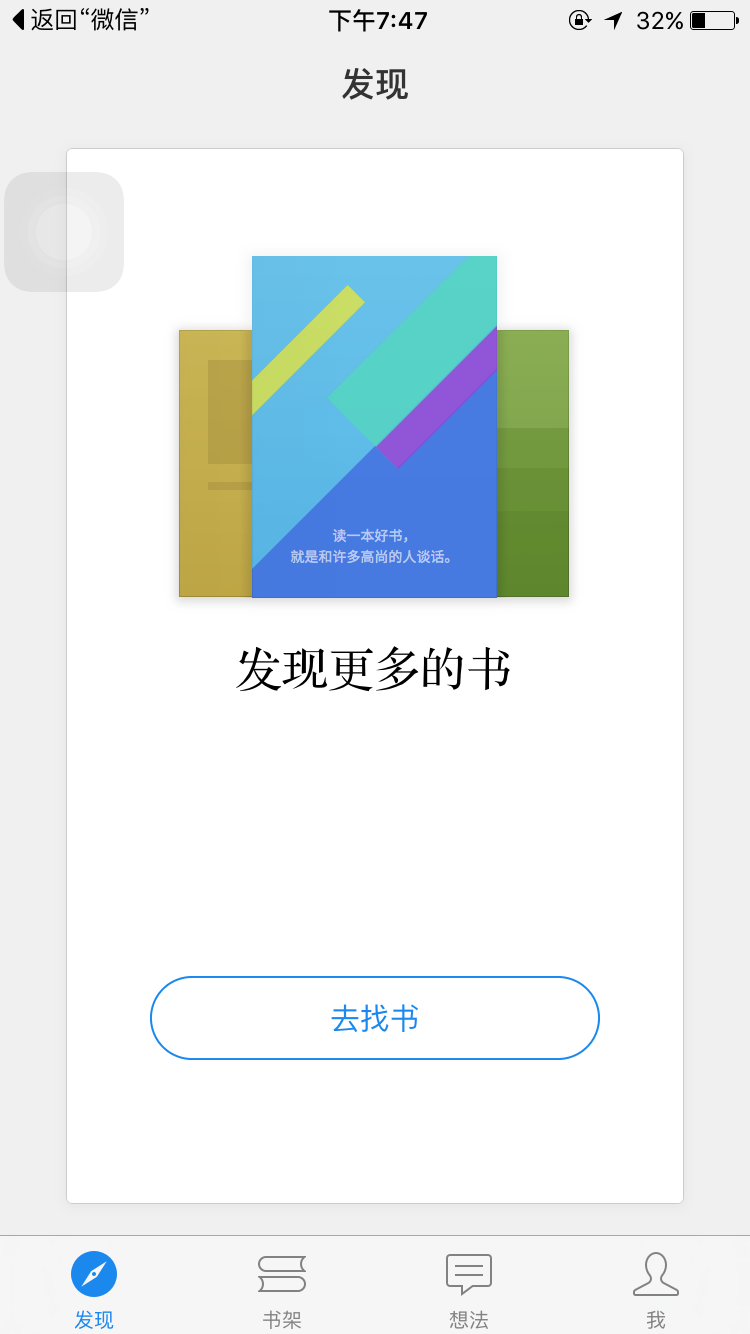 返回“微信”
下午7:47
32%
发现
读一本好书，
就是和许多高尚的人谈话。
发现更多的书
去找书
发现
书架
想法
我